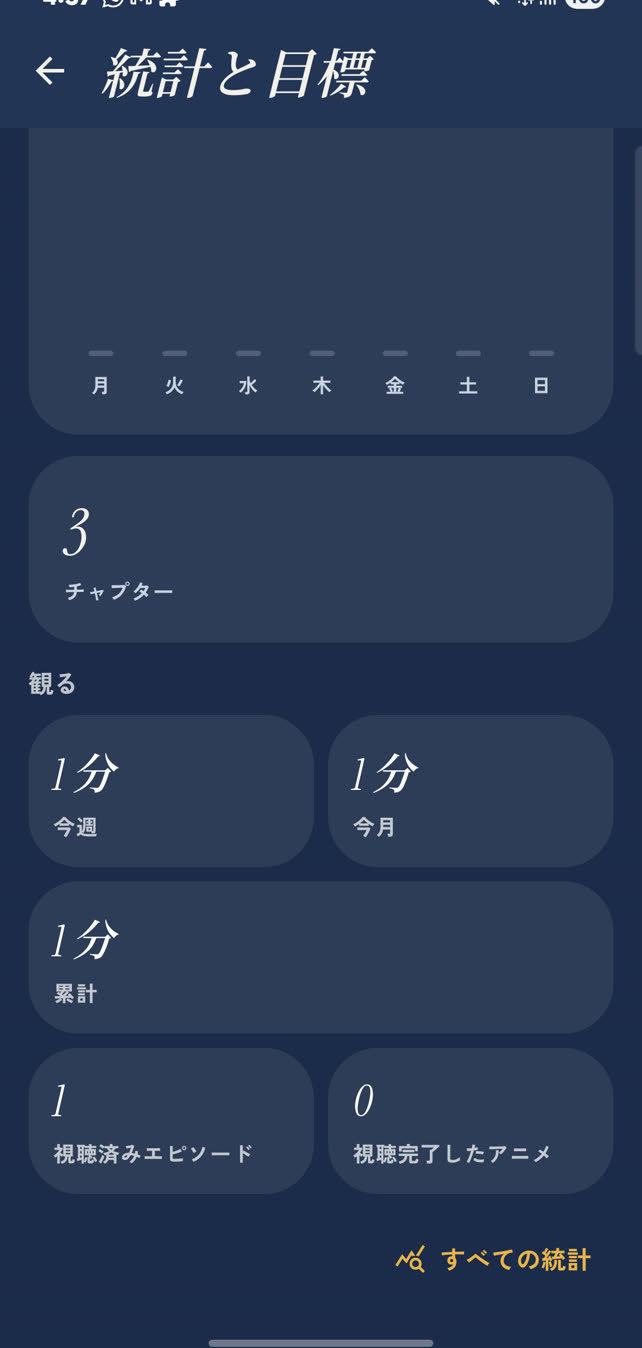 統計と目標
月 火 水 木 金 土 日
3
チャプター
観る
1分 1分
今週 今月
1分
累計
1 0
視聴済みエピソード 視聴完了したアニメ
すべての統計